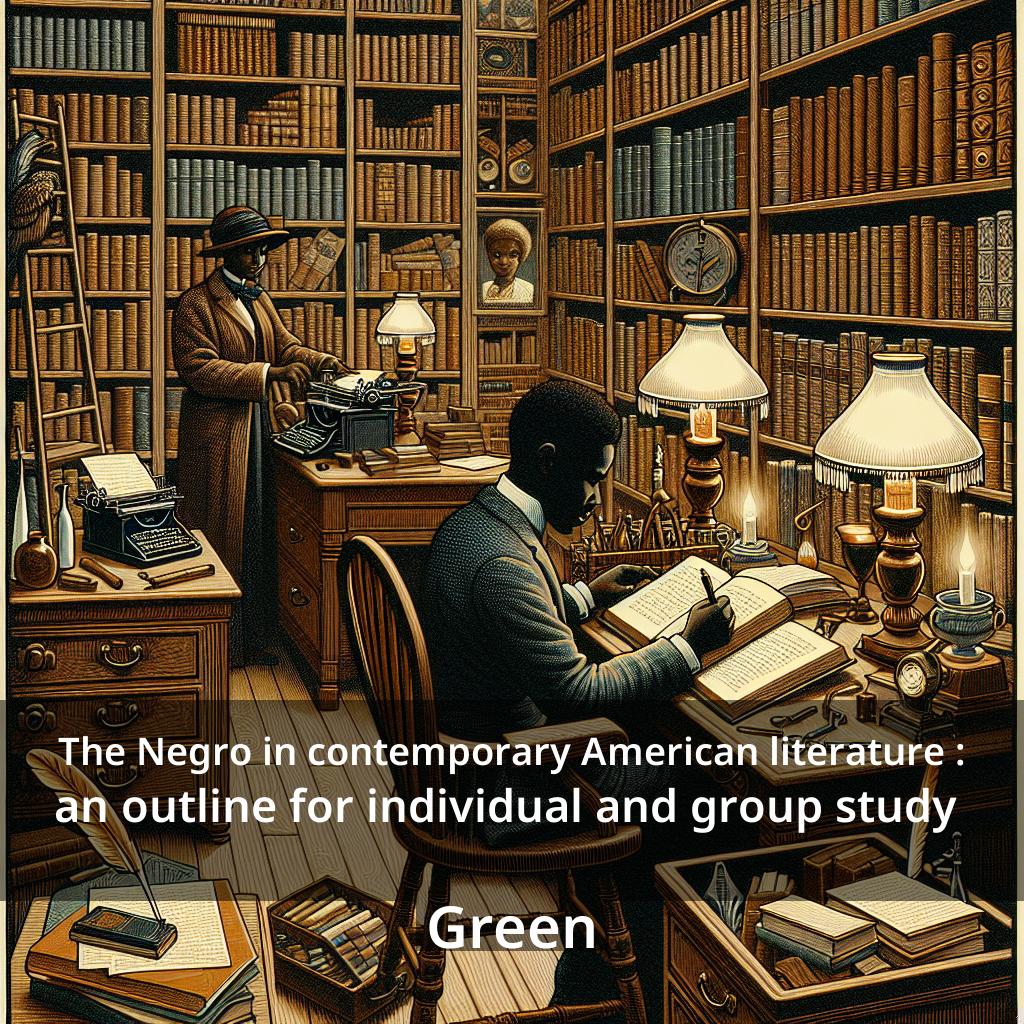 The Negro in contemporary American literature :
an outline for individual and group study
Green